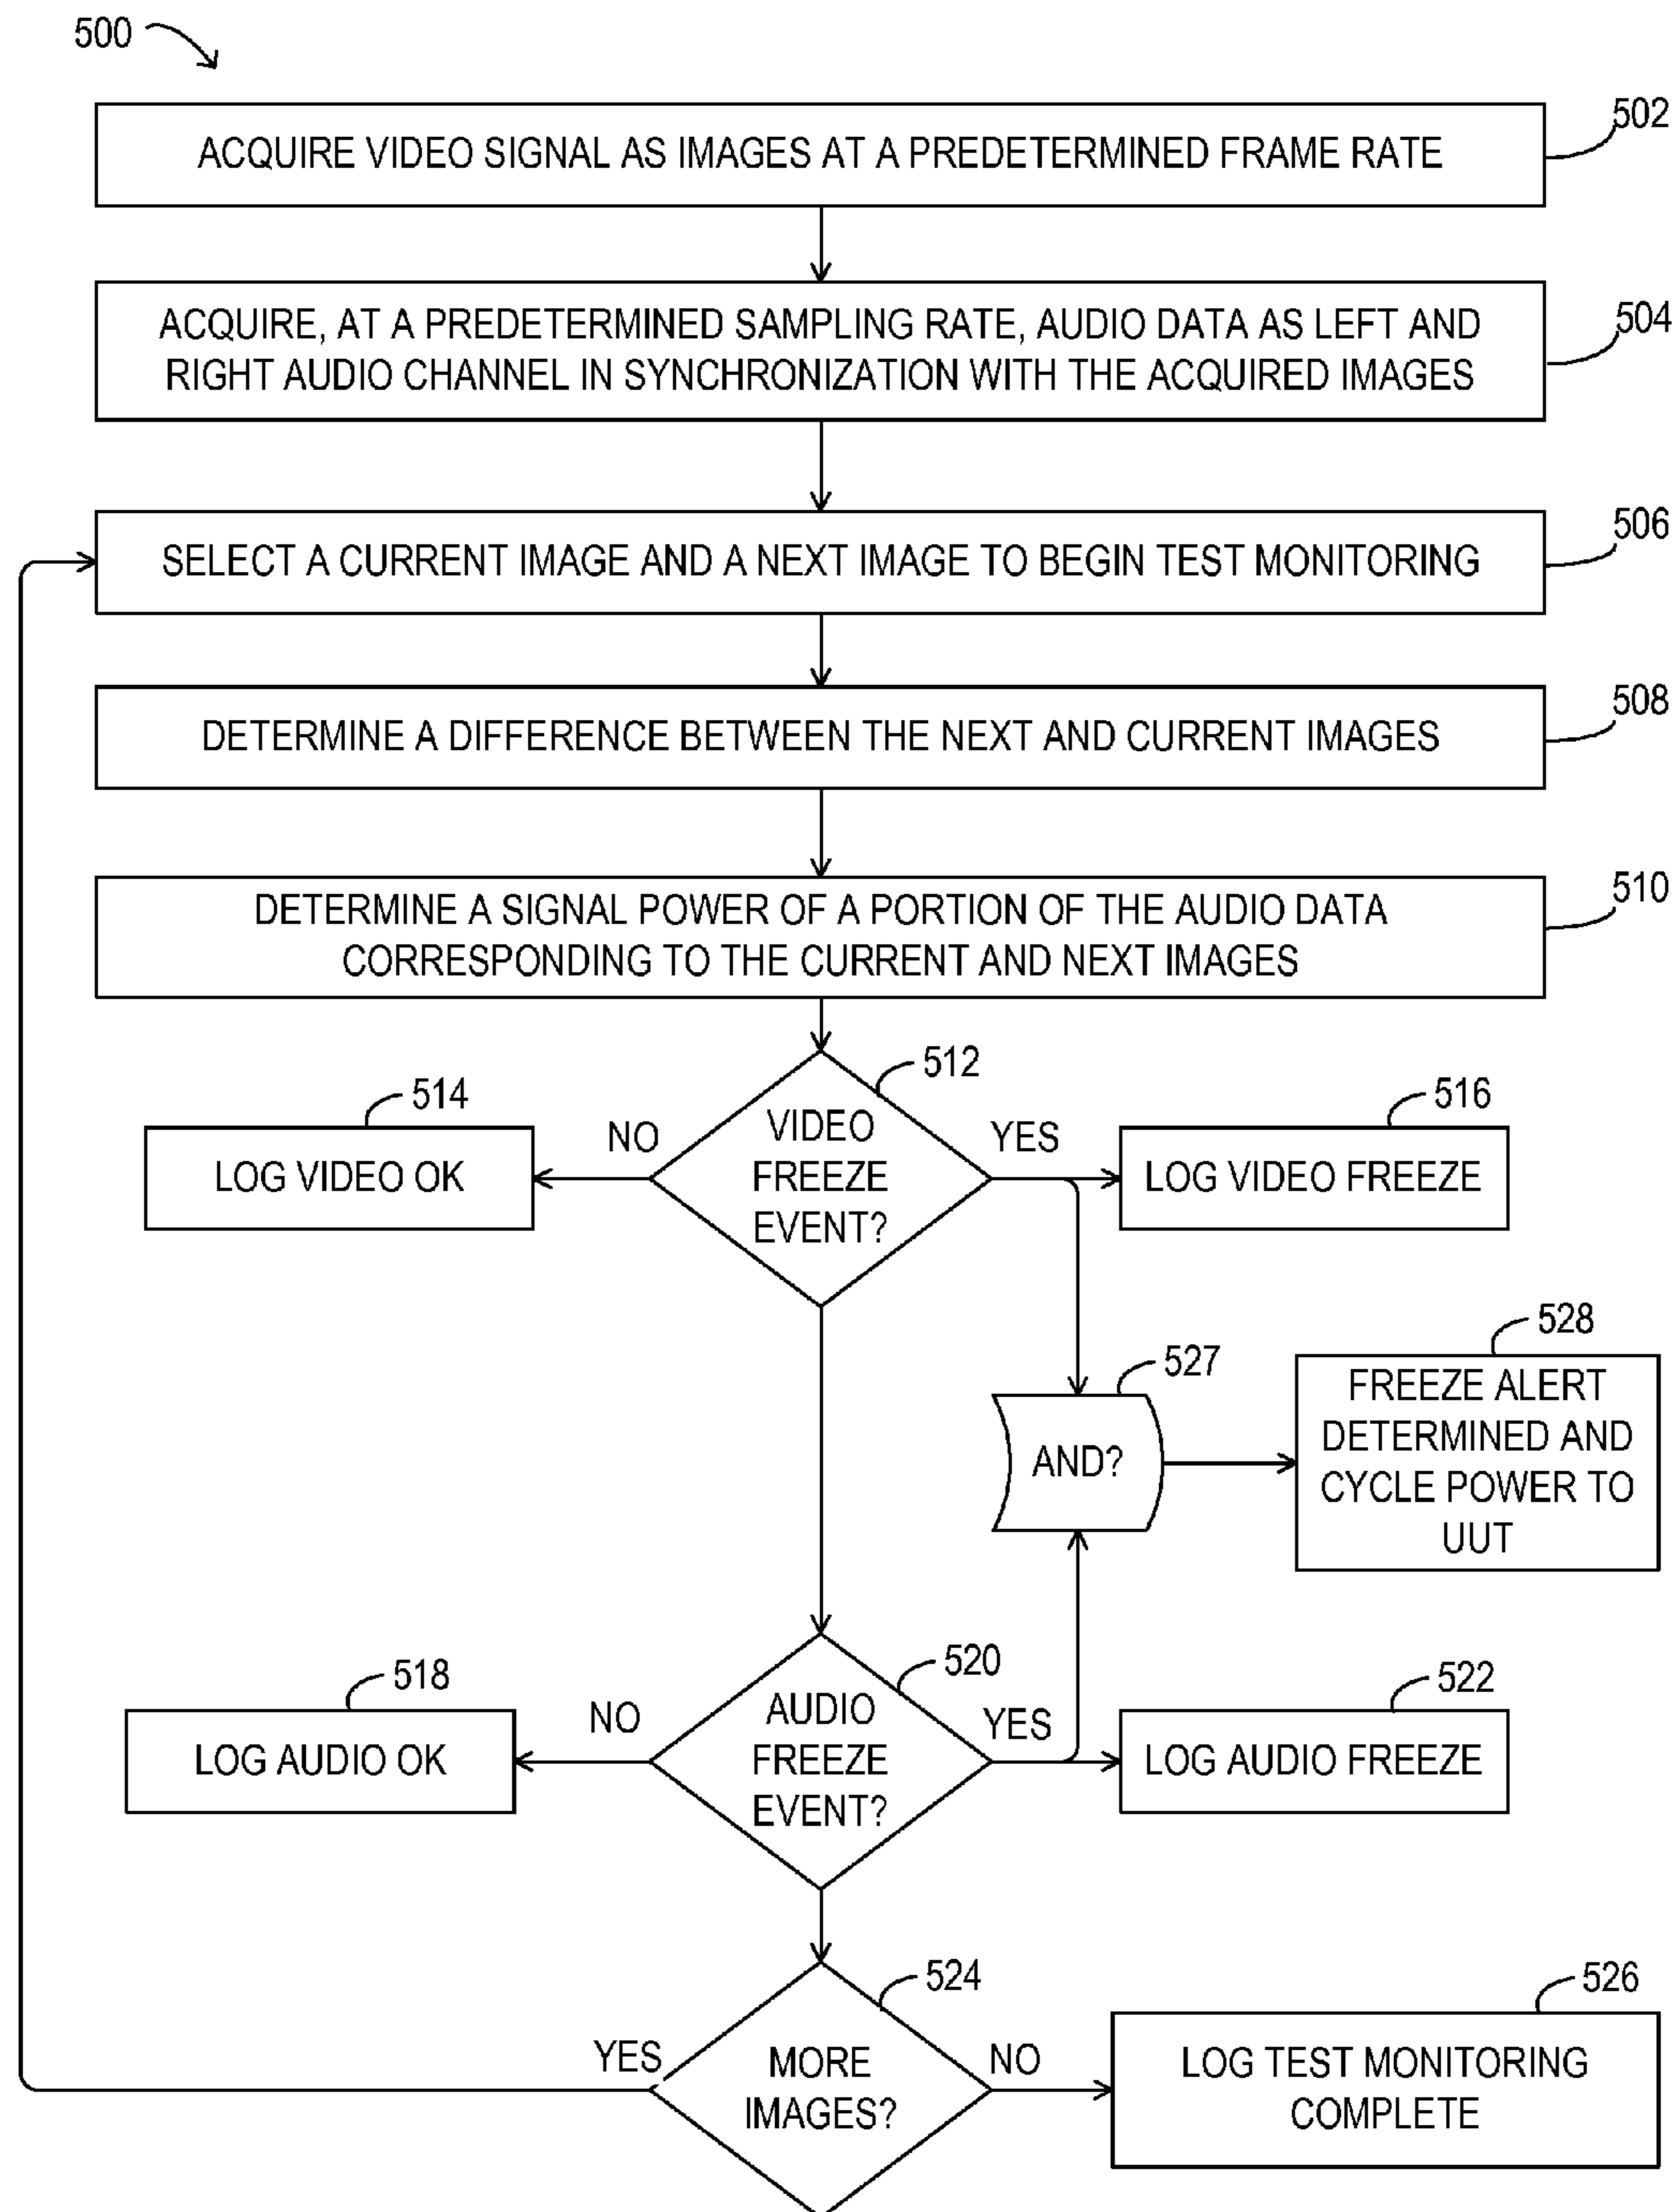 500
502
ACQUIRE VIDEO SIGNAL AS IMAGES AT A PREDETERMINED FRAME RATE
504
ACQUIRE, AT A PREDETERMINED SAMPLING RATE, AUDIO DATA AS LEFT AND
RIGHT AUDIO CHANNEL IN SYNCHRONIZATION WITH THE ACQUIRED IMAGES
506
SELECT A CURRENT IMAGE AND A NEXT IMAGE TO BEGIN TEST MONITORING
508
DETERMINE A DIFFERENCE BETWEEN THE NEXT AND CURRENT IMAGES
510
DETERMINE A SIGNAL POWER OF A PORTION OF THE AUDIO DATA
CORRESPONDING TO THE CURRENT AND NEXT IMAGES
512
VIDEO
FREEZE
EVENT?
NO
514
LOG VIDEO OK
YES
516
LOG VIDEO FREEZE
527
AND?
528
FREEZE ALERT
DETERMINED AND
CYCLE POWER TO
UUT
520
AUDIO
FREEZE
EVENT?
NO
518
LOG AUDIO OK
YES
522
LOG AUDIO FREEZE
524
MORE
IMAGES?
YES
NO
526
LOG TEST MONITORING
COMPLETE